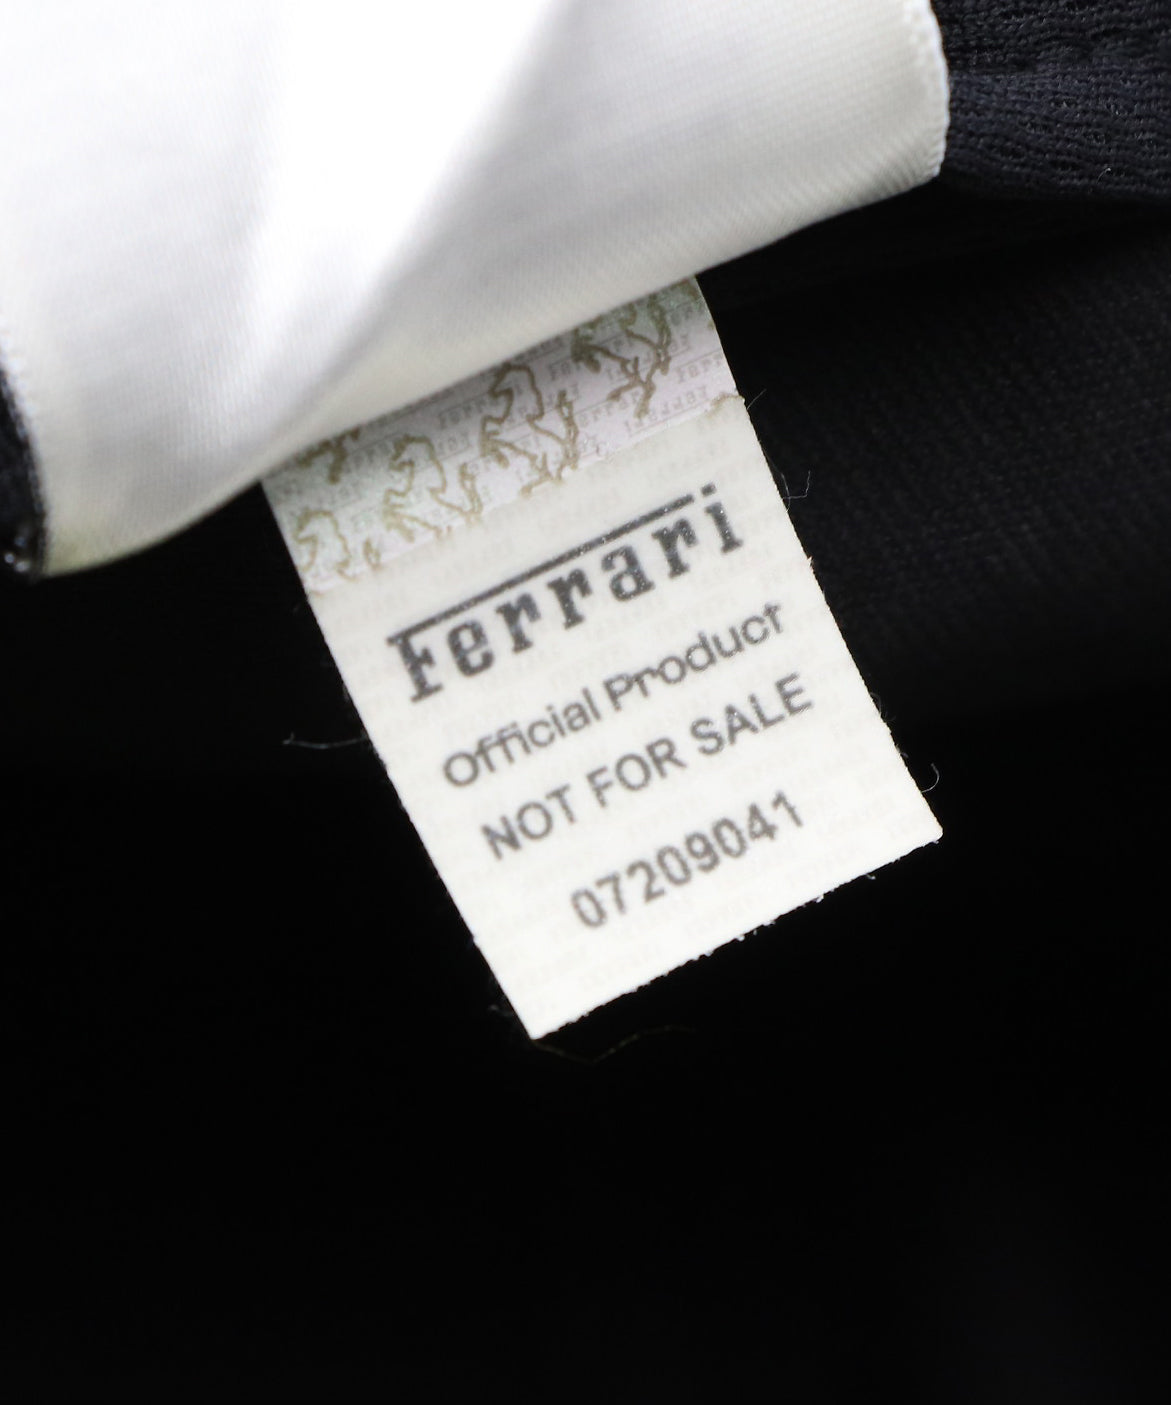 Ferrari
Official Product
NOT FOR SALE
07209041